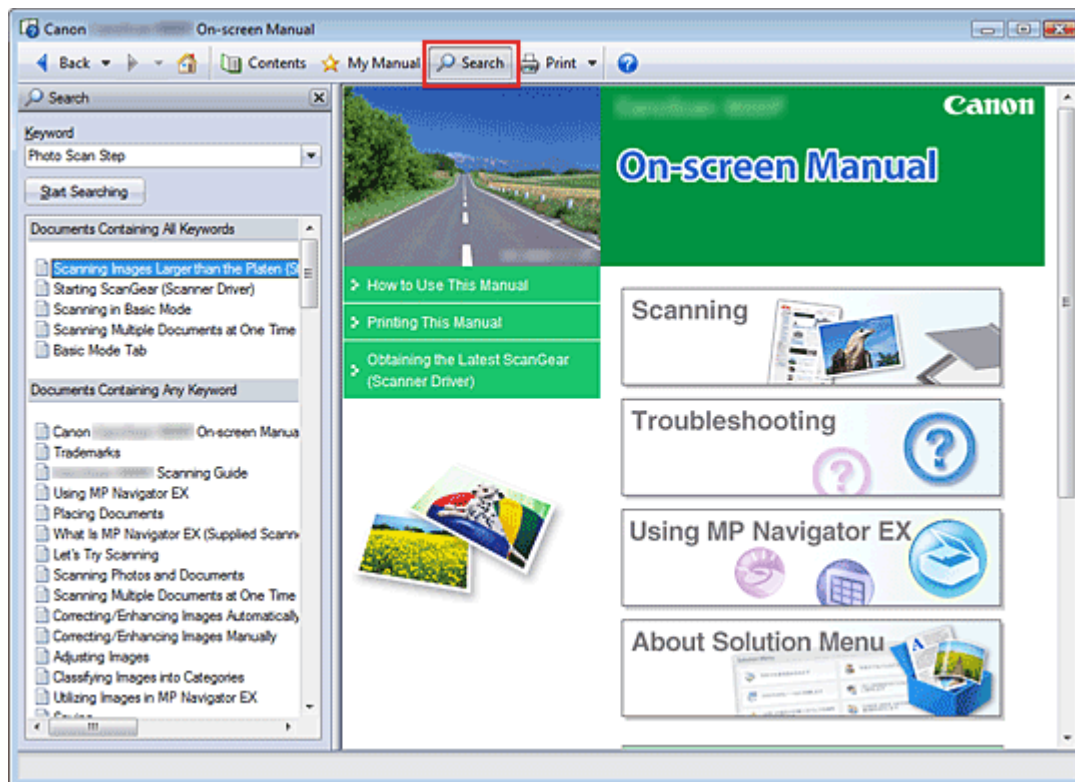 Canon On-screen Manual
Back Contents My Manual Search Print
Search
Keyword
Photo Scan Step
Start Searching
Documents Containing All Keywords
Scanning Images Larger than the Platen (S
Starting ScanGear (Scanner Driver)
Scanning in Basic Mode
Scanning Multiple Documents at One Time
Basic Mode Tab
Documents Containing Any Keyword
Canon On-screen Manua
Trademarks
Scanning Guide
Using MP Navigator EX
Placing Documents
What Is MP Navigator EX (Supplied Scann
Let's Try Scanning
Scanning Photos and Documents
Scanning Multiple Documents at One Time
Correcting/Enhancing Images Automatically
Correcting/Enhancing Images Manually
Adjusting Images
Classifying Images into Categories
Utilizing Images in MP Navigator EX
Canon
On-screen Manual
How to Use This Manual
Printing This Manual
Obtaining the Latest ScanGear
(Scanner Driver)
Scanning
Troubleshooting
Using MP Navigator EX
About Solution Menu